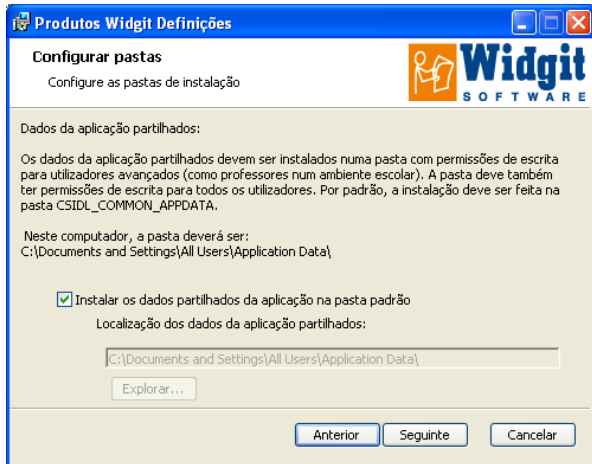 Produtos Widgit Definições
Configurar pastas
Configure as pastas de instalação
Widgit
SOFTWARE
Dados da aplicação partilhados:
Os dados da aplicação partilhados devem ser instalados numa pasta com permissões de escrita
para utilizadores avançados (como professores num ambiente escolar). A pasta deve também
ter permissões de escrita para todos os utilizadores. Por padrão, a instalação deve ser feita na
pasta CSIDL_COMMON_APPDATA.
Neste computador, a pasta deverá ser:
C:\Documents and Settings\All Users\Application Data\
Instalar os dados partilhados da aplicação na pasta padrão
Localização dos dados da aplicação partilhados:
C:\Documents and Settings\All Users\Application Data\
Explorar...
Anterior Seguinte Cancelar